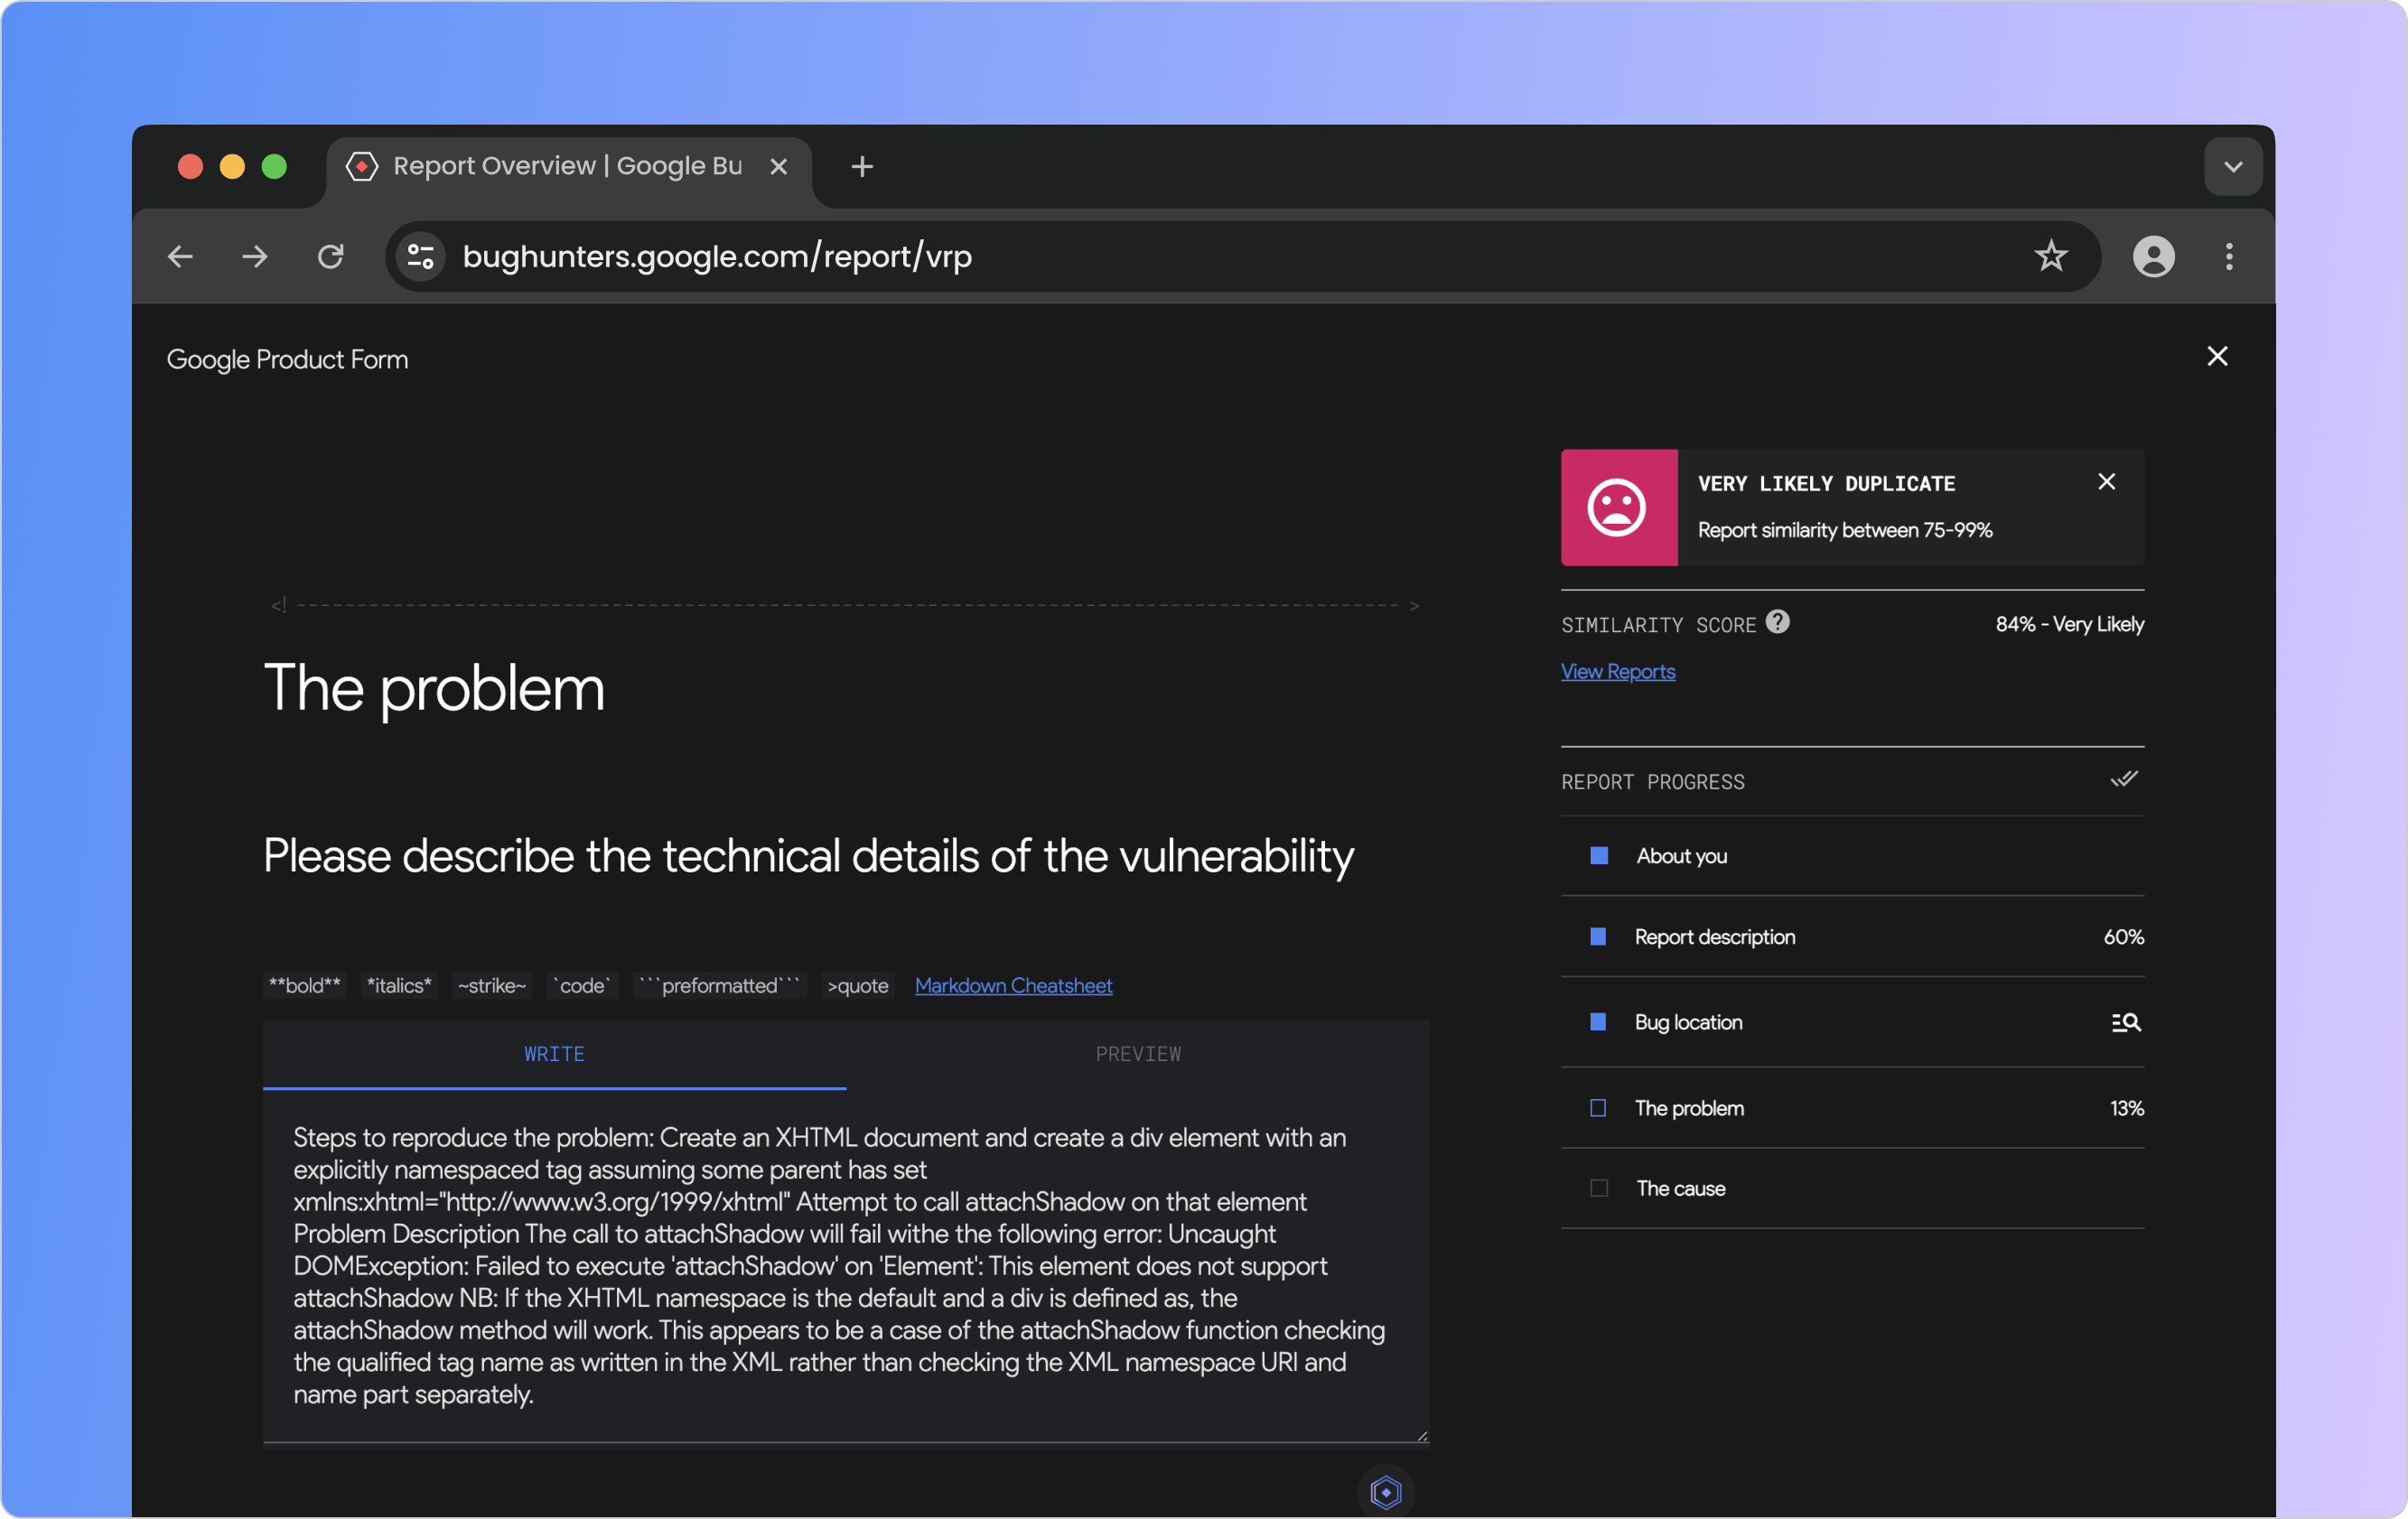 Report Overview | Google Bu
bughunters.google.com/report/vrp
Google Product Form
<! >
The problem
Please describe the technical details of the vulnerability
**bold** *italics* ~strike~ `code` ```preformatted``` >quote Markdown Cheatsheet
WRITE PREVIEW
Steps to reproduce the problem: Create an XHTML document and create a div element with an
explicitly namespaced tag assuming some parent has set
xmlns:xhtml="http://www.w3.org/1999/xhtml" Attempt to call attachShadow on that element
Problem Description The call to attachShadow will fail withe the following error: Uncaught
DOMException: Failed to execute 'attachShadow' on 'Element': This element does not support
attachShadow NB: If the XHTML namespace is the default and a div is defined as, the
attachShadow method will work. This appears to be a case of the attachShadow function checking
the qualified tag name as written in the XML rather than checking the XML namespace URI and
name part separately.
VERY LIKELY DUPLICATE
Report similarity between 75-99%
SIMILARITY SCORE ? 84% - Very Likely
View Reports
REPORT PROGRESS
About you
Report description 60%
Bug location
The problem 13%
The cause